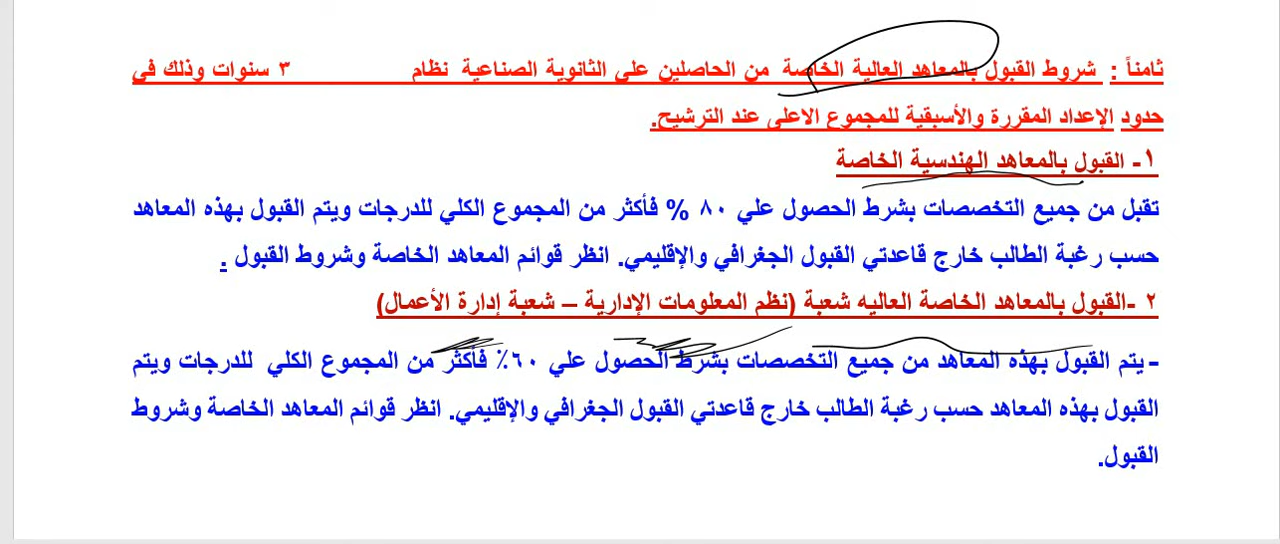 ثامناً : شروط القبول بالمعاهد العالية الخاصة من الحاصلين علي الثانوية الصناعية نظام ٣ سنوات وذلك في
حدود الإعداد المقررة والأسبقية للمجموع الاعلى عند الترشيح.
١- القبول بالمعاهد الهندسية الخاصة
تقبل من جميع التخصصات بشرط الحصول علي ٨٠ % فأكثر من المجموع الكلي للدرجات ويتم القبول بهذه المعاهد
حسب رغبة الطالب خارج قاعدتي القبول الجغرافي والإقليمي. انظر قوائم المعاهد الخاصة وشروط القبول .
٢ -القبول بالمعاهد الخاصة العاليه شعبة (نظم المعلومات الإدارية – شعبة إدارة الأعمال)
- يتم القبول بهذه المعاهد من جميع التخصصات بشرط الحصول علي ٦٠٪ فأكثر من المجموع الكلي للدرجات ويتم
القبول بهذه المعاهد حسب رغبة الطالب خارج قاعدتي القبول الجغرافي والإقليمي. انظر قوائم المعاهد الخاصة وشروط
القبول.